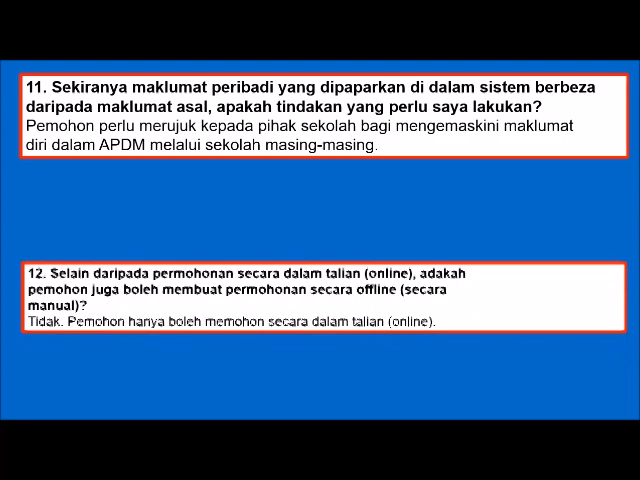 11. Sekiranya maklumat peribadi yang dipaparkan di dalam sistem berbeza
daripada maklumat asal, apakah tindakan yang perlu saya lakukan?
Pemohon perlu merujuk kepada pihak sekolah bagi mengemaskini maklumat
diri dalam APDM melalui sekolah masing-masing.
12. Selain daripada permohonan secara dalam talian (online), adakah
pemohon juga boleh membuat permohonan secara offline (secara
manual)?
Tidak. Pemohon hanya boleh memohon secara dalam talian (online).